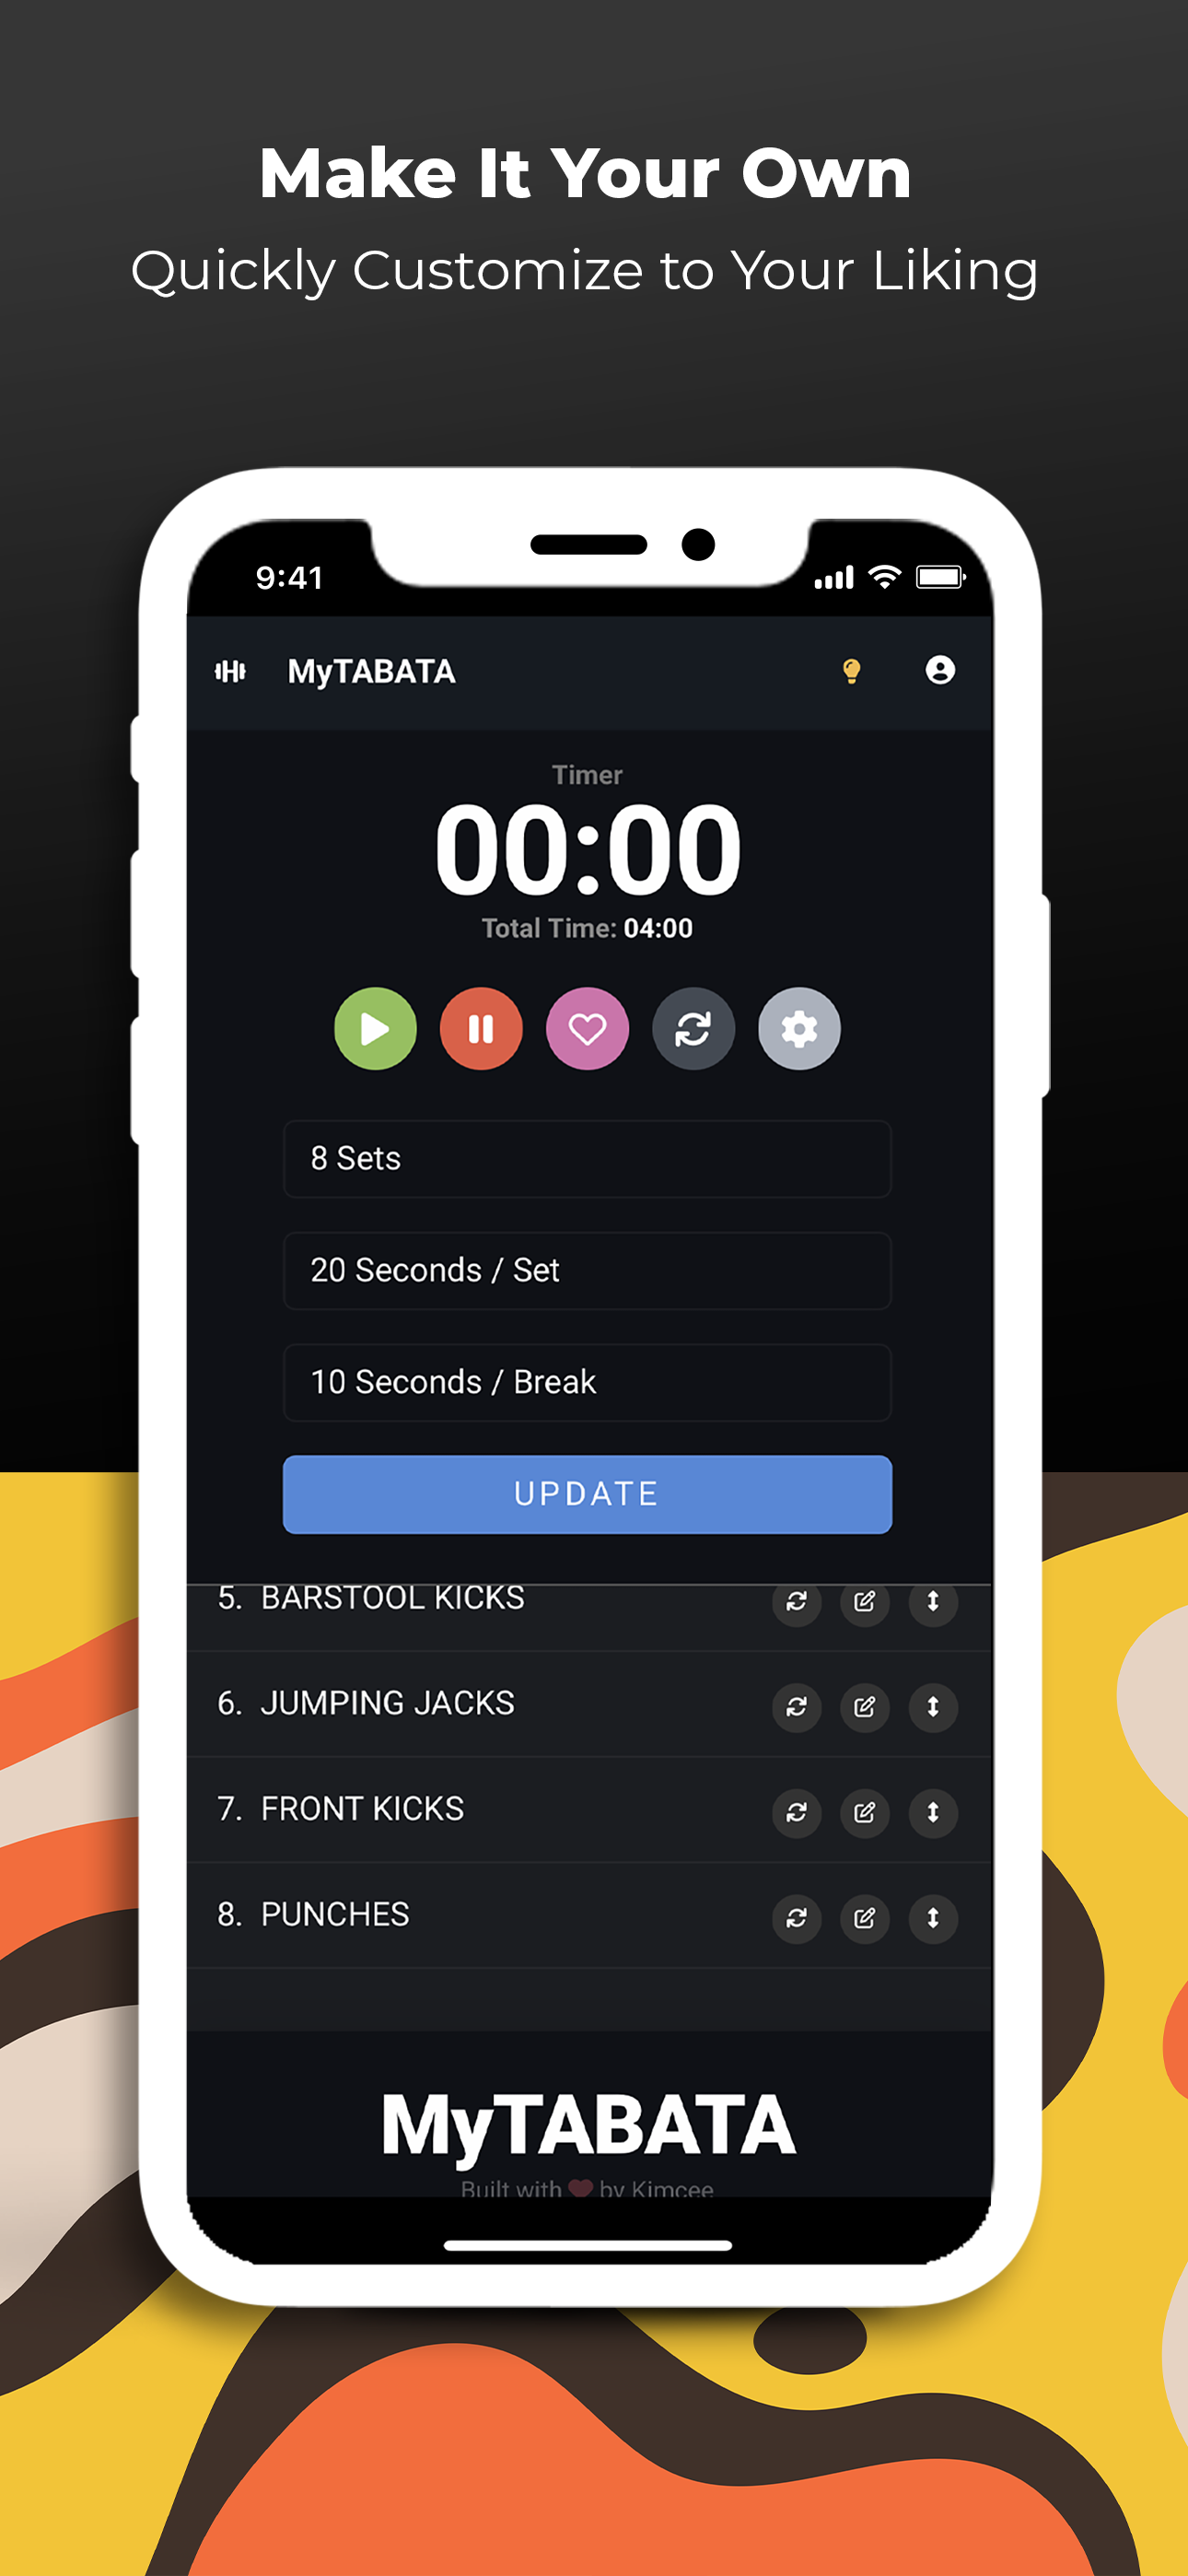 Make It Your Own
Quickly Customize to Your Liking
9:41
MyTABATA
Timer
00:00
Total Time: 04:00
8 Sets
20 Seconds / Set
10 Seconds / Break
UPDATE
5. BARSTOOL KICKS
6. JUMPING JACKS
7. FRONT KICKS
8. PUNCHES
MyTABATA
Built with ❤ by Kimcee